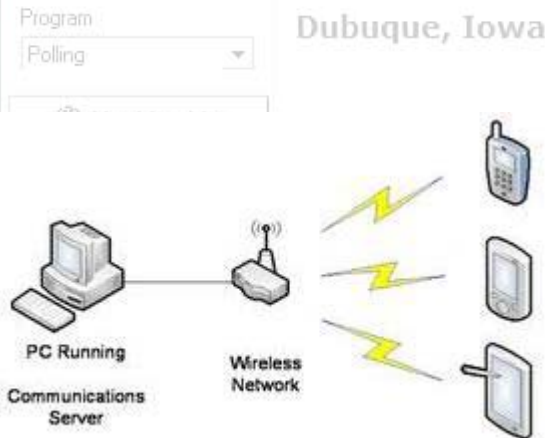 Program
Dubuque, Iowa
Polling
PC Running
Communications
Server
Wireless
Network